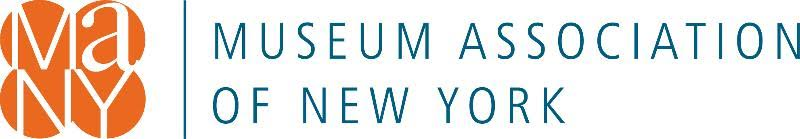 Ma
NY
MUSEUM ASSOCIATION
OF NEW YORK